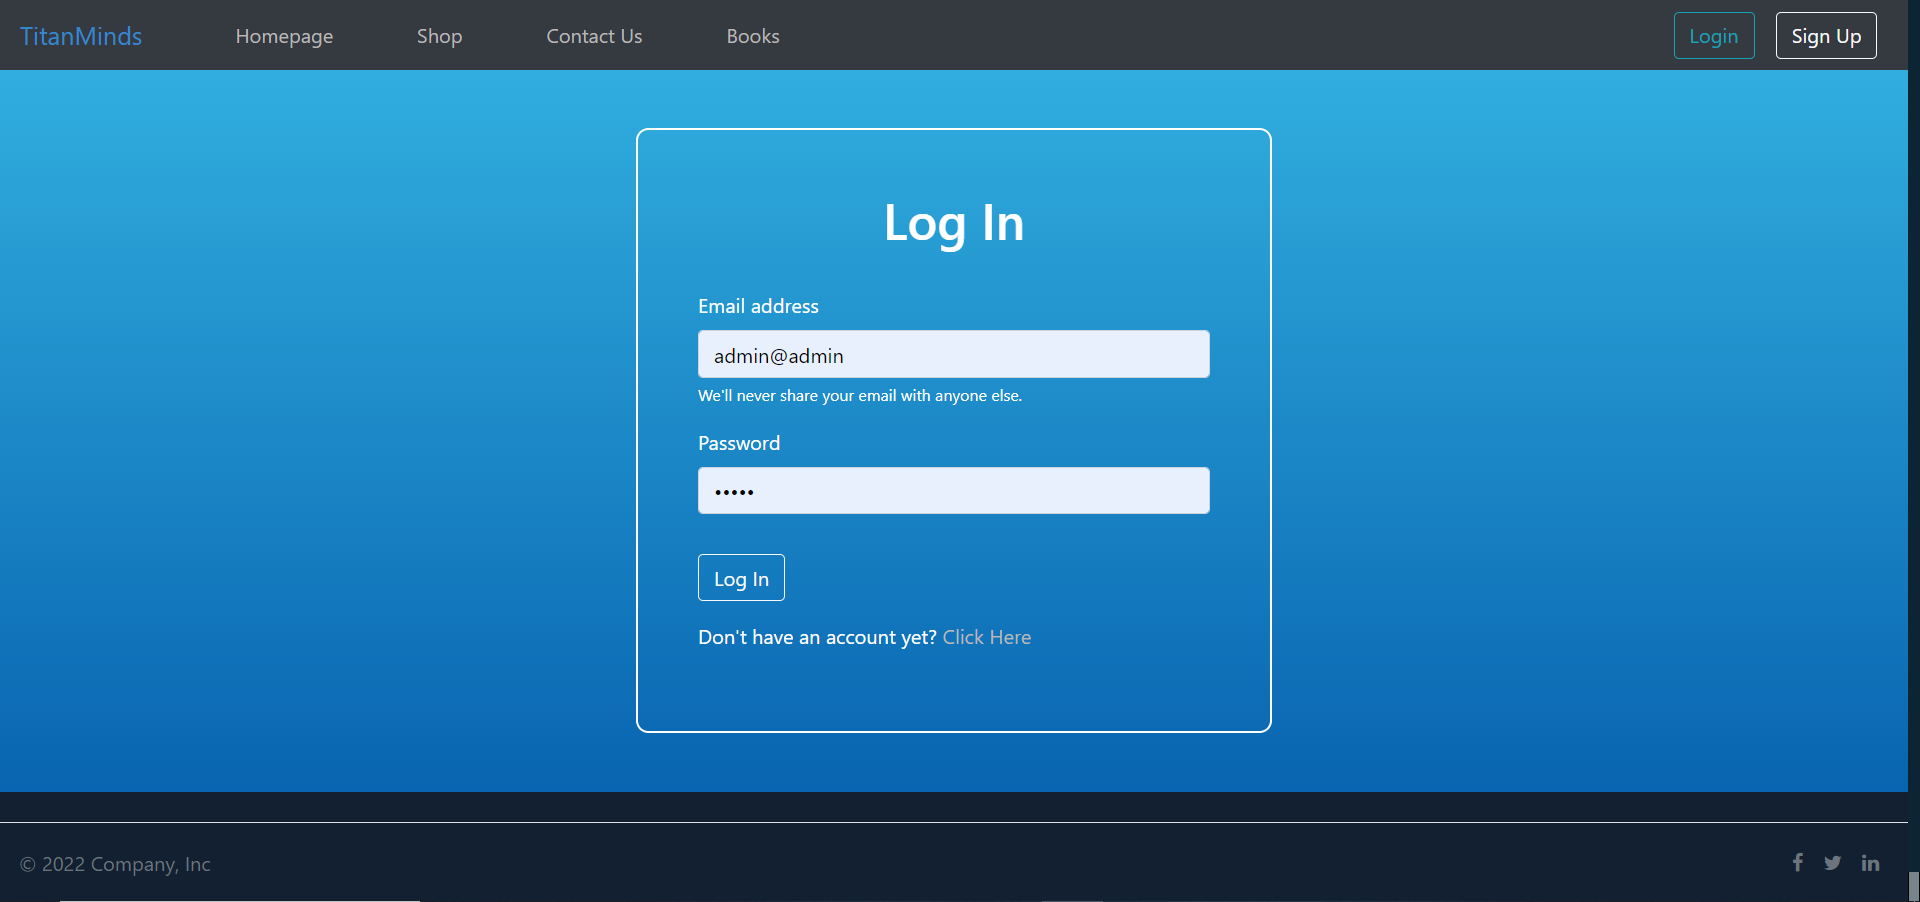 TitanMinds Homepage Shop Contact Us Books Login Sign Up
Log In
Email address
admin@admin
We'll never share your email with anyone else.
Password
•••••
Log In
Don't have an account yet? Click Here
© 2022 Company, Inc